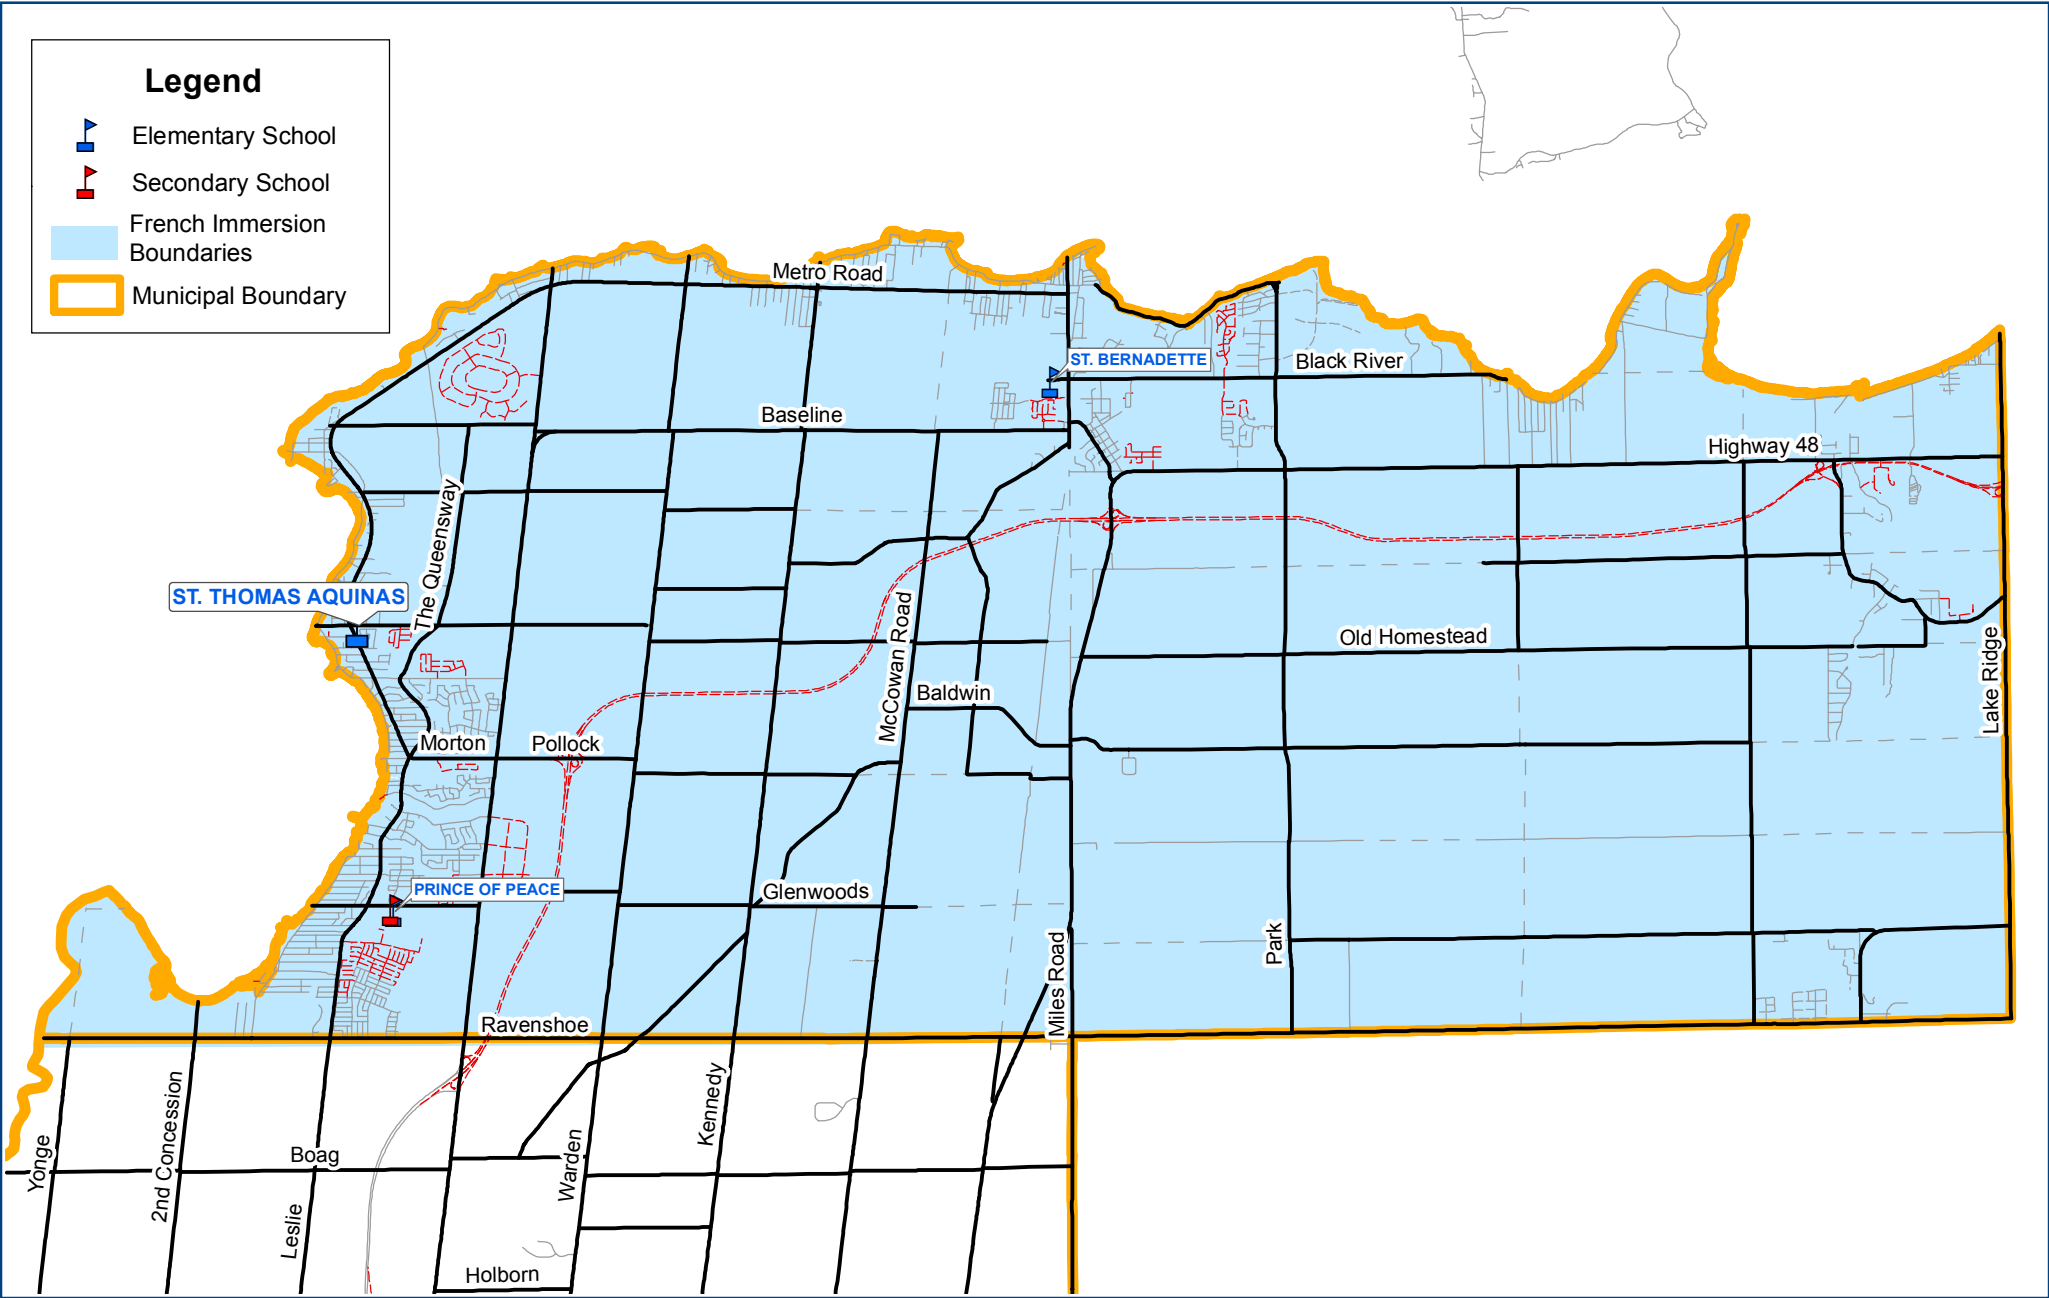 Legend
Elementary School
Secondary School
French Immersion
Boundaries
Municipal Boundary
Metro Road
ST. BERNADETTE
Black River
Baseline
Highway 48
The Queensway
ST. THOMAS AQUINAS
McCowan Road
Old Homestead
Lake Ridge
Baldwin
Morton
Pollock
PRINCE OF PEACE
Glenwoods
Park
Miles Road
Ravenshoe
Yonge
2nd Concession
Leslie
Boag
Warden
Kennedy
Holborn